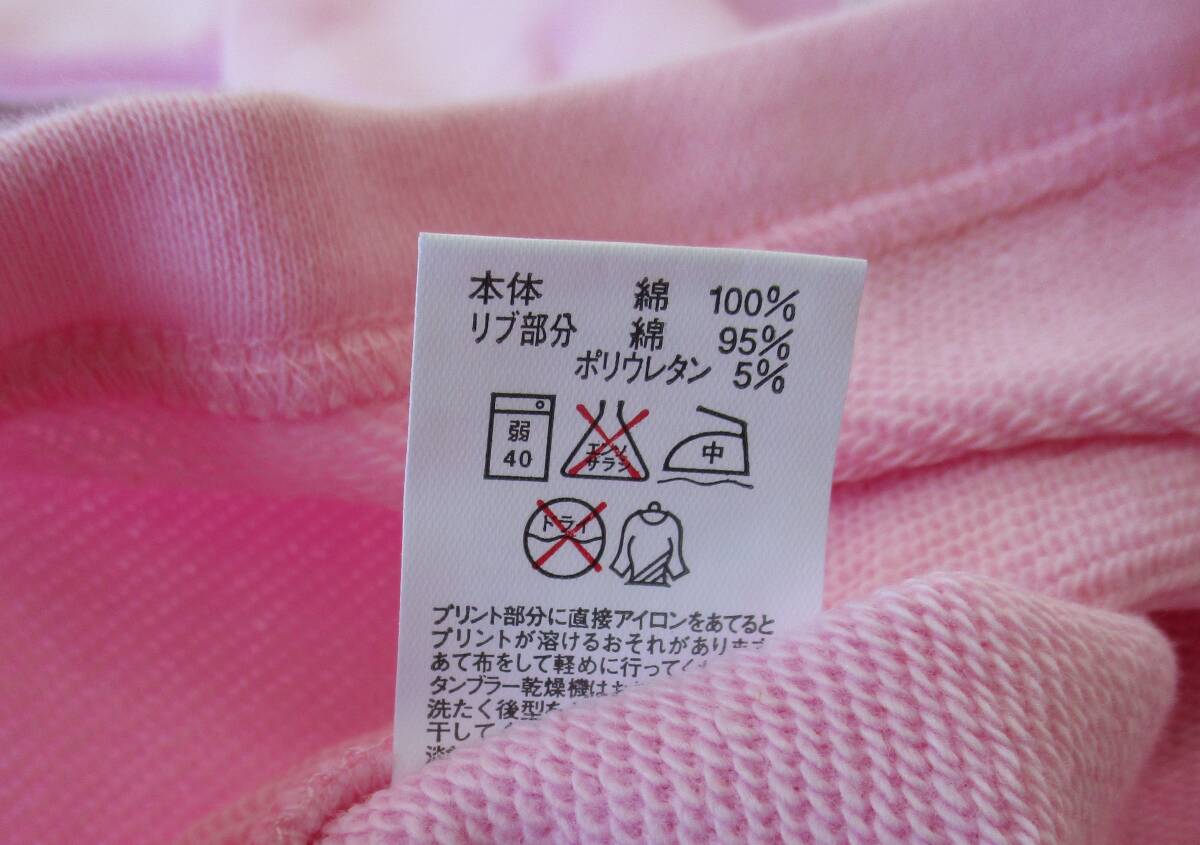 本体 綿 100%
リブ部分 綿 95%
ポリウレタン 5%
弱
40
エンソ
サラシ
中
ドライ
プリント部分に直接アイロンをあてると
プリントが溶けるおそれがあります
あて布をして軽めに行ってく
タンブラー乾燥機はお
洗たく後型を
干して